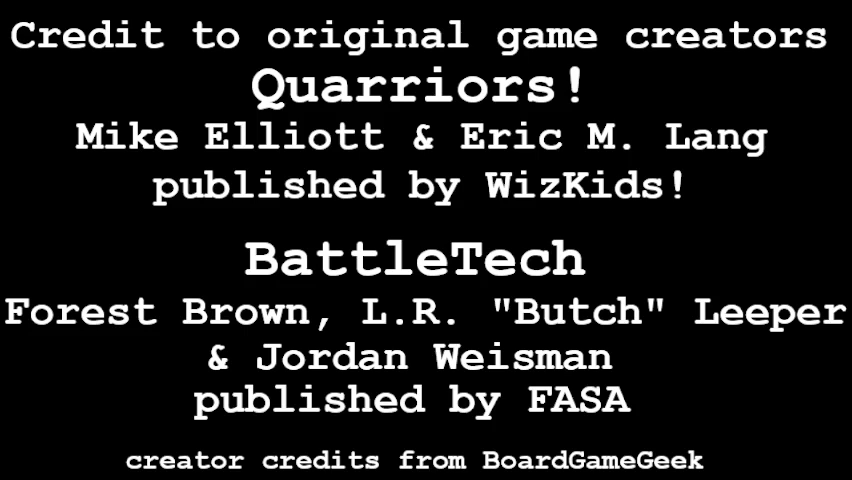 Credit to original game creators
Quarriors!
Mike Elliott & Eric M. Lang
published by WizKids!
BattleTech
Forest Brown, L.R. "Butch" Leeper
& Jordan Weisman
published by FASA
creator credits from BoardGameGeek